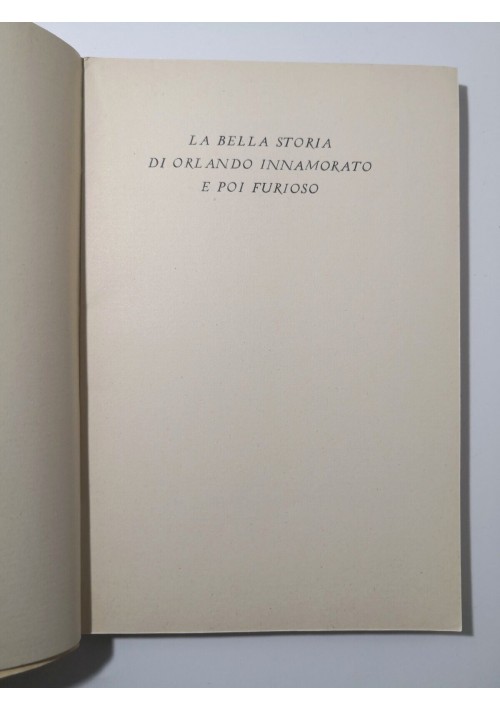 LA BELLA STORIA
DI ORLANDO INNAMORATO
E POI FURIOSO